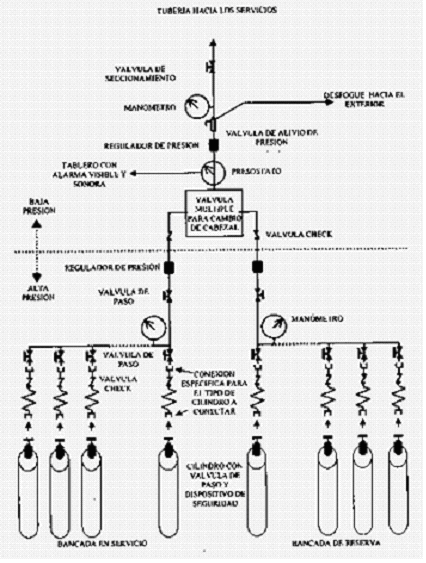 TUBERIA HACIA LOS SERVICIOS
VALVULA DE
SECCIONAMIENTO
MANOMETRO
DESFOGUE HACIA EL
EXTERIOR
VALVULA DE ALIVIO DE
PRESION
REGULADOR DE PRESION
TABLERO CON
ALARMA VISIBLE Y
SONORA
PRESOSTATO
VALVULA
MULTIPLE
PARA CAMBIO
DE CABEZAL
BAJA
PRESION
VALVULA CHECK
REGULADOR DE PRESION
ALTA
PRESION
VALVULA DE
PASO
MANOMETRO
VALVULA DE
PASO
VALVULA
CHECK
CONEXION
ESPECIFICA PARA
EL TIPO DE
CILINDRO A
CONECTAR
CILINDRO CON
VALVULA DE
PASO Y
DISPOSITIVO DE
SEGURIDAD
BANCADA EN SERVICIO
BANCADA DE RESERVA